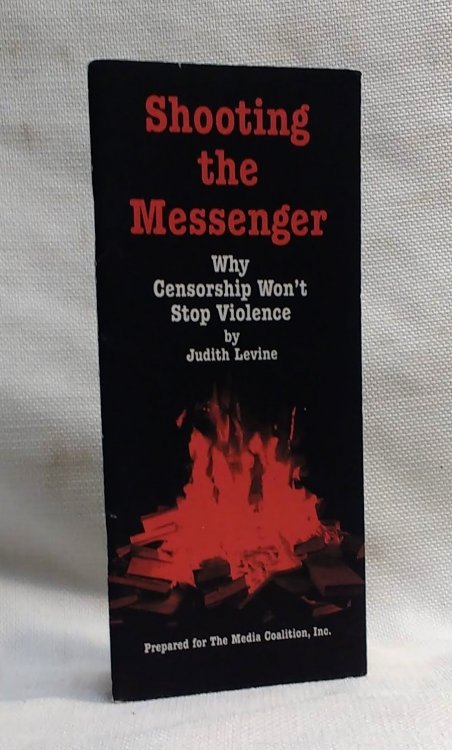 Shooting
the
Messenger
Why
Censorship Won't
Stop Violence
by
Judith Levine
Prepared for The Media Coalition, Inc.